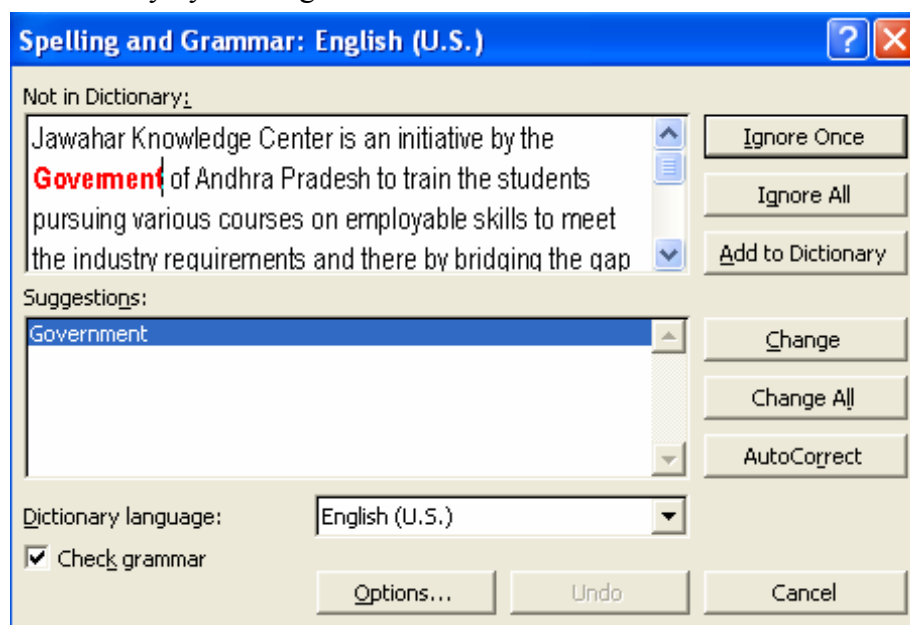 Spelling and Grammar: English (U.S.)
Not in Dictionary:
Jawahar Knowledge Center is an initiative by the
Goverment of Andhra Pradesh to train the students
pursuing various courses on employable skills to meet
the industry requirements and there by bridging the gap
Ignore Once
Ignore All
Add to Dictionary
Suggestions:
Government
Change
Change All
AutoCorrect
Dictionary language:
English (U.S.)
Check grammar
Options...
Undo
Cancel